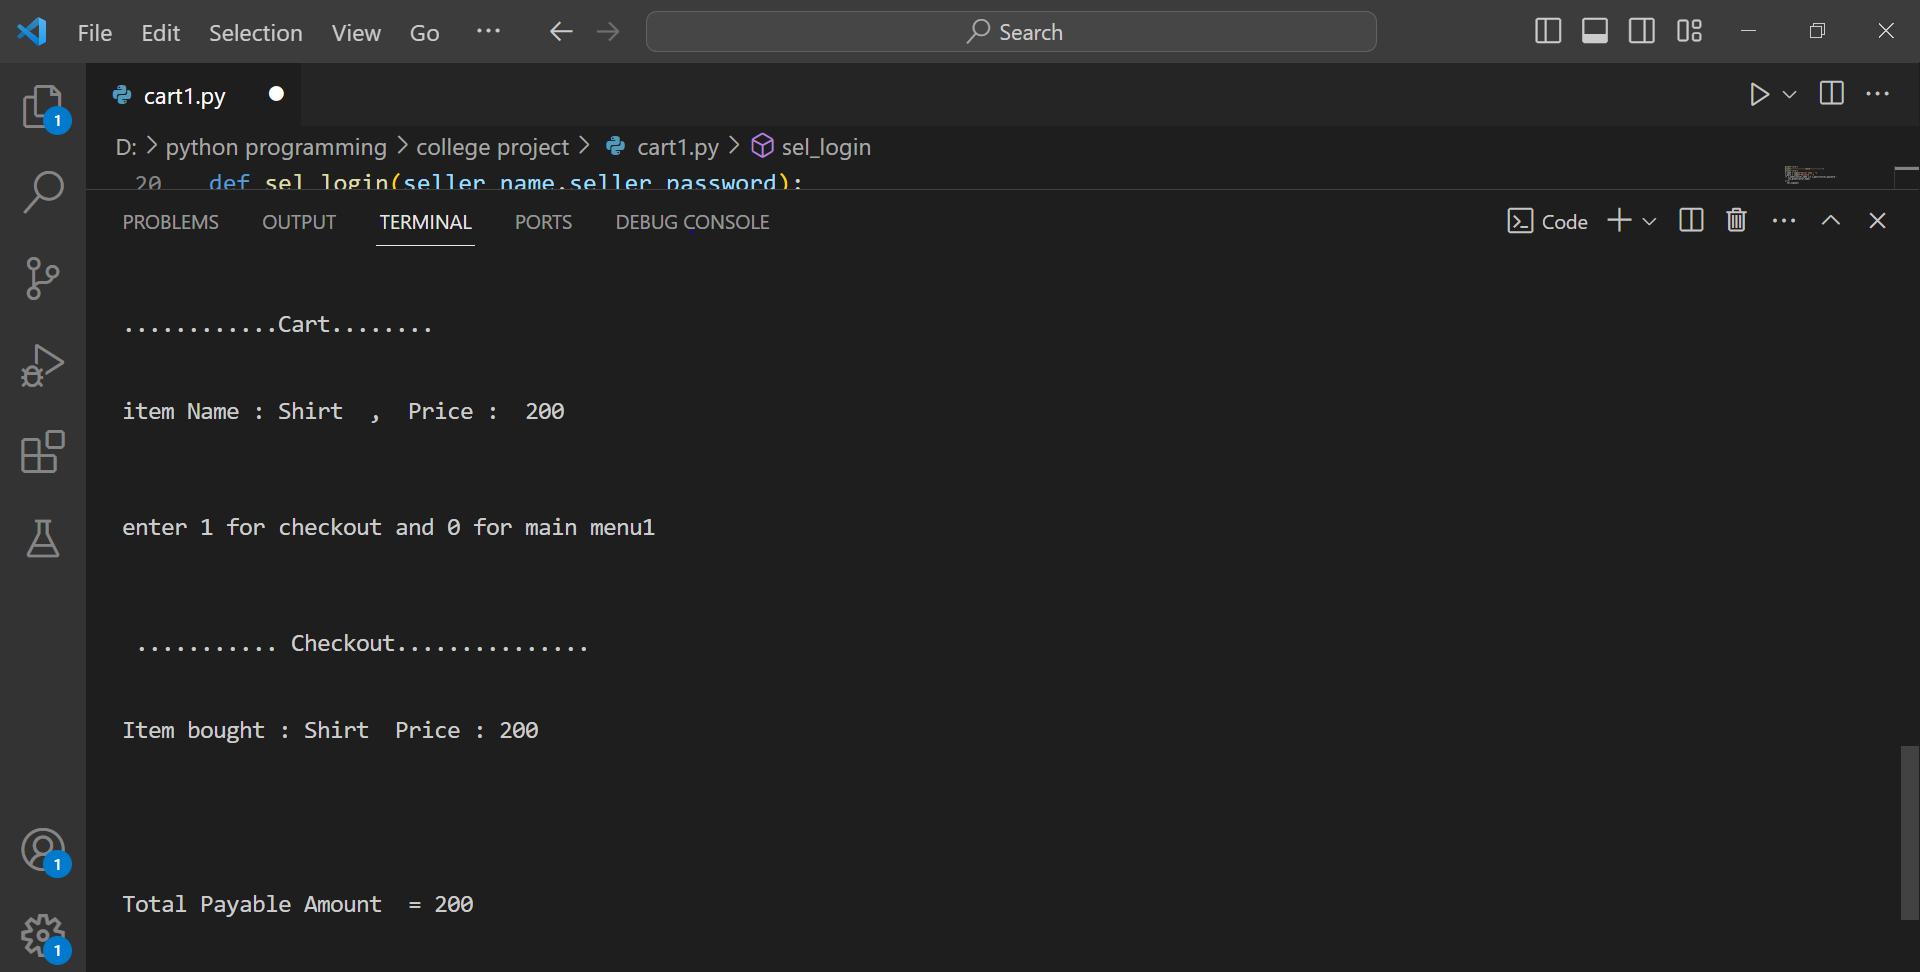 File Edit Selection View Go ··· Search
cart1.py
D: > python programming > college project > cart1.py > sel_login
20 def sel_login(seller_name,seller_password):
PROBLEMS OUTPUT TERMINAL PORTS DEBUG CONSOLE Code
1
............Cart........
item Name : Shirt , Price : 200
enter 1 for checkout and 0 for main menu1
........... Checkout...............
Item bought : Shirt Price : 200
1
Total Payable Amount = 200
1